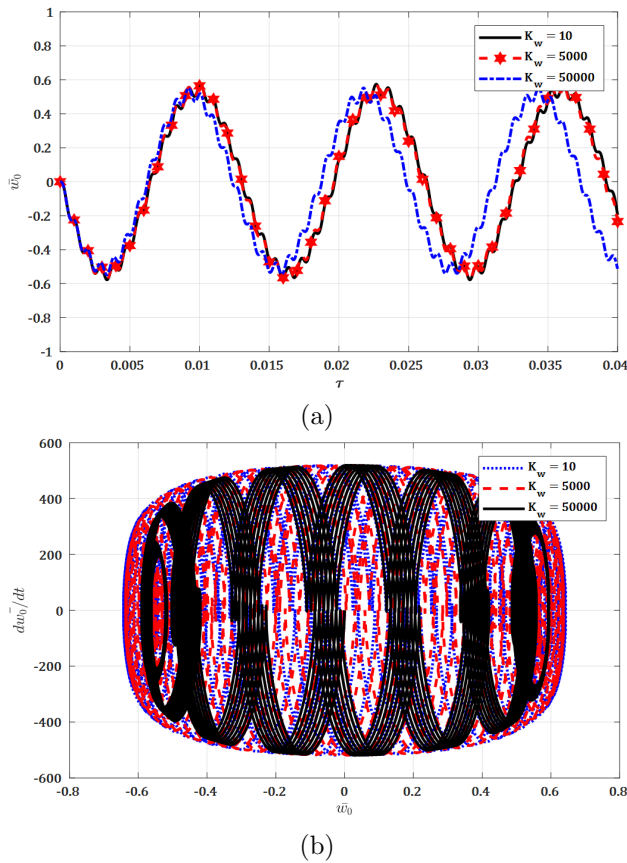 1
0.8
0.6
0.4
0.2
0
-0.2
-0.4
-0.6
-0.8
-1
w̄₀
K_w = 10
K_w = 5000
K_w = 50000
0 0.005 0.01 0.015 0.02 0.025 0.03 0.035 0.04
τ
(a)
600
400
200
0
-200
-400
-600
dw̄₀/dt
K_w = 10
K_w = 5000
K_w = 50000
-0.8 -0.6 -0.4 -0.2 0 0.2 0.4 0.6 0.8
w̄₀
(b)